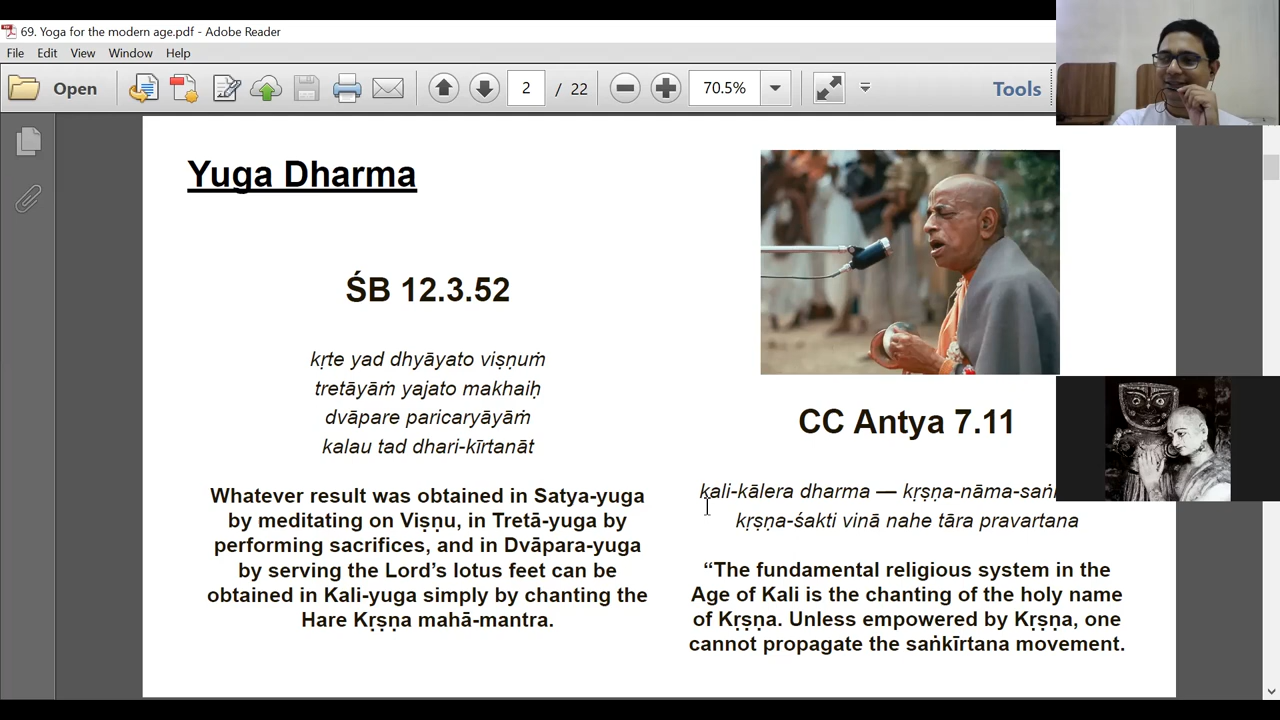 69. Yoga for the modern age.pdf - Adobe Reader
File Edit View Window Help
Open
2 / 22
70.5%
Tools
Yuga Dharma
ŚB 12.3.52
kṛte yad dhyāyato viṣṇuṁ
tretāyāṁ yajato makhaiḥ
dvāpare paricaryāyāṁ
kalau tad dhari-kīrtanāt
Whatever result was obtained in Satya-yuga
by meditating on Viṣṇu, in Tretā-yuga by
performing sacrifices, and in Dvāpara-yuga
by serving the Lord’s lotus feet can be
obtained in Kali-yuga simply by chanting the
Hare Kṛṣṇa mahā-mantra.
CC Antya 7.11
kali-kālera dharma — kṛṣṇa-nāma-
kṛṣṇa-śakti vinā nahe tāra pravartana
“The fundamental religious system in the
Age of Kali is the chanting of the holy name
of Kṛṣṇa. Unless empowered by Kṛṣṇa, one
cannot propagate the saṅkīrtana movement.